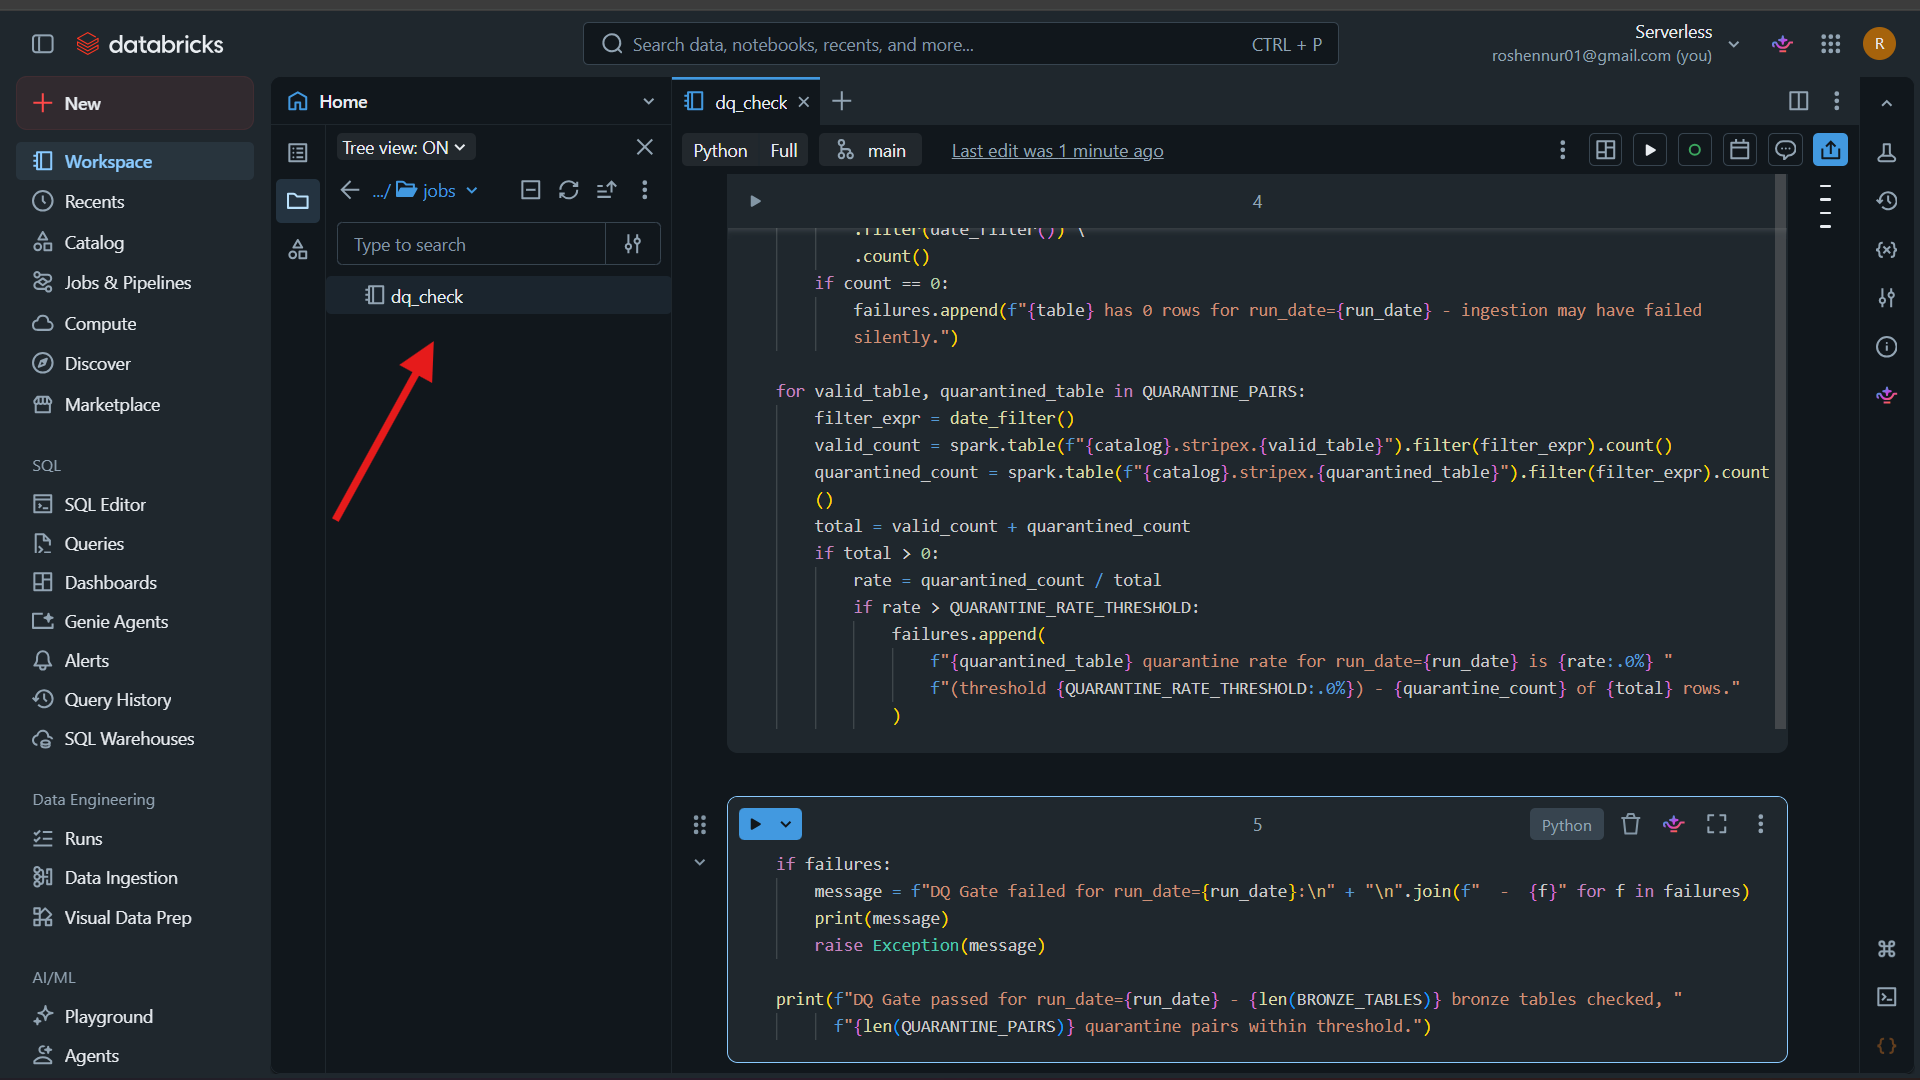 databricks
Search data, notebooks, recents, and more...
CTRL + P
Serverless
roshennur01@gmail.com (you)
R
New
Workspace
Recents
Catalog
Jobs & Pipelines
Compute
Discover
Marketplace
SQL
SQL Editor
Queries
Dashboards
Genie Agents
Alerts
Query History
SQL Warehouses
Data Engineering
Runs
Data Ingestion
Visual Data Prep
AI/ML
Playground
Agents
Home
Tree view: ON
.../ jobs
Type to search
dq_check
dq_check
Python Full
main
Last edit was 1 minute ago
4
.filter(date_filter()) \
.count()
if count == 0:
failures.append(f"{table} has 0 rows for run_date={run_date} - ingestion may have failed
silently.")
for valid_table, quarantined_table in QUARANTINE_PAIRS:
filter_expr = date_filter()
valid_count = spark.table(f"{catalog}.stripex.{valid_table}").filter(filter_expr).count()
quarantined_count = spark.table(f"{catalog}.stripex.{quarantined_table}").filter(filter_expr).count
()
total = valid_count + quarantined_count
if total > 0:
rate = quarantined_count / total
if rate > QUARANTINE_RATE_THRESHOLD:
failures.append(
f"{quarantined_table} quarantine rate for run_date={run_date} is {rate:.0%} "
f"(threshold {QUARANTINE_RATE_THRESHOLD:.0%}) - {quarantine_count} of {total} rows."
)
5
Python
if failures:
message = f"DQ Gate failed for run_date={run_date}:\n" + "\n".join(f"  -  {f}" for f in failures)
print(message)
raise Exception(message)
print(f"DQ Gate passed for run_date={run_date} - {len(BRONZE_TABLES)} bronze tables checked, "
f"{len(QUARANTINE_PAIRS)} quarantine pairs within threshold.")